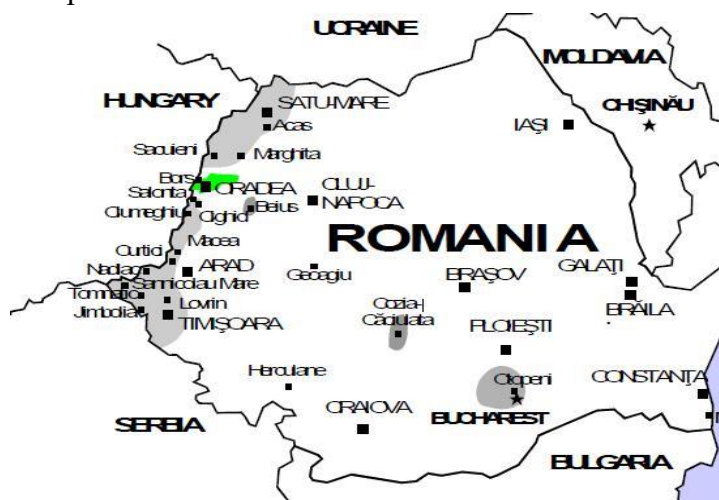 UCRAINE
MOLDAVIA
HUNGARY
CHIŞINĂU
SATU-MARE
Acas
IAŞI
Sacuieni
Marghita
Bors
ORADEA
CLUJ-
NAPOCA
Salonta
Beius
Ciumeghiu
Cighid
ROMANIA
Macea
Curtici
ARAD
Geoagiu
BRAŞOV
GALAŢI
Nadlac
Sannicolau Mare
Tomnatic
Lovrin
Cozia-
Căciulata
BRĂILA
Jimbolia
TIMIŞOARA
PLOIEŞTI
Herculane
Otopeni
CONSTANŢA
CRAIOVA
BUCHAREST
SERBIA
BULGARIA